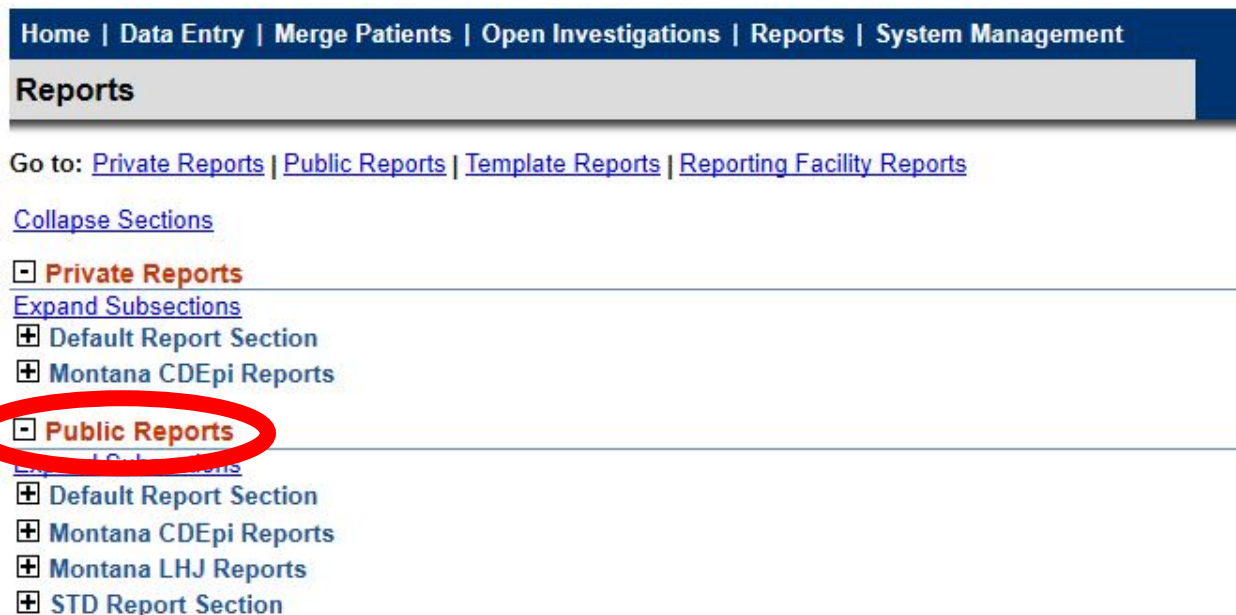 Home | Data Entry | Merge Patients | Open Investigations | Reports | System Management
Reports
Go to: Private Reports | Public Reports | Template Reports | Reporting Facility Reports
Collapse Sections
Private Reports
Expand Subsections
Default Report Section
Montana CDEpi Reports
Public Reports
Expand Subsections
Default Report Section
Montana CDEpi Reports
Montana LHJ Reports
STD Report Section